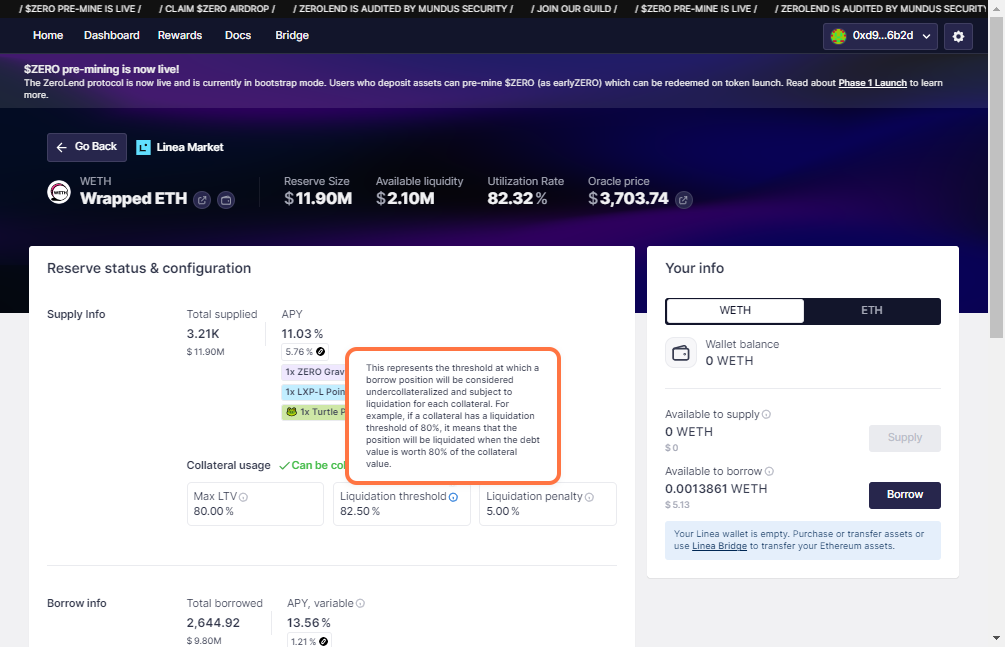 / $ZERO PRE-MINE IS LIVE / / CLAIM $ZERO AIRDROP / / ZEROLEND IS AUDITED BY MUNDUS SECURITY / / JOIN OUR GUILD / / $ZERO PRE-MINE IS LIVE / / ZEROLEND IS AUDITED BY MUNDUS SECURITY
Home Dashboard Rewards Docs Bridge 0xd9...6b2d
$ZERO pre-mining is now live!
The ZeroLend protocol is now live and is currently in bootstrap mode. Users who deposit assets can pre-mine $ZERO (as earlyZERO) which can be redeemed on token launch. Read about Phase 1 Launch to learn
more.
Go Back Linea Market
WETH
Wrapped ETH
Reserve Size Available liquidity Utilization Rate Oracle price
$11.90M $2.10M 82.32% $3,703.74
Reserve status & configuration
Supply Info
Total supplied
3.21K
$11.90M
APY
11.03%
5.76%
1x ZERO Grav
1x LXP-L Poin
1x Turtle P
This represents the threshold at which a
borrow position will be considered
undercollateralized and subject to
liquidation for each collateral. For
example, if a collateral has a liquidation
threshold of 80%, it means that the
position will be liquidated when the debt
value is worth 80% of the collateral
value.
Collateral usage Can be col
Max LTV
80.00%
Liquidation threshold
82.50%
Liquidation penalty
5.00%
Borrow info
Total borrowed
2,644.92
$9.80M
APY, variable
13.56%
1.21%
Your info
WETH ETH
WETH
Wallet balance
0 WETH
Available to supply
0 WETH
$0
Supply
Available to borrow
0.0013861 WETH
$5.13
Borrow
Your Linea wallet is empty. Purchase or transfer assets or
use Linea Bridge to transfer your Ethereum assets.